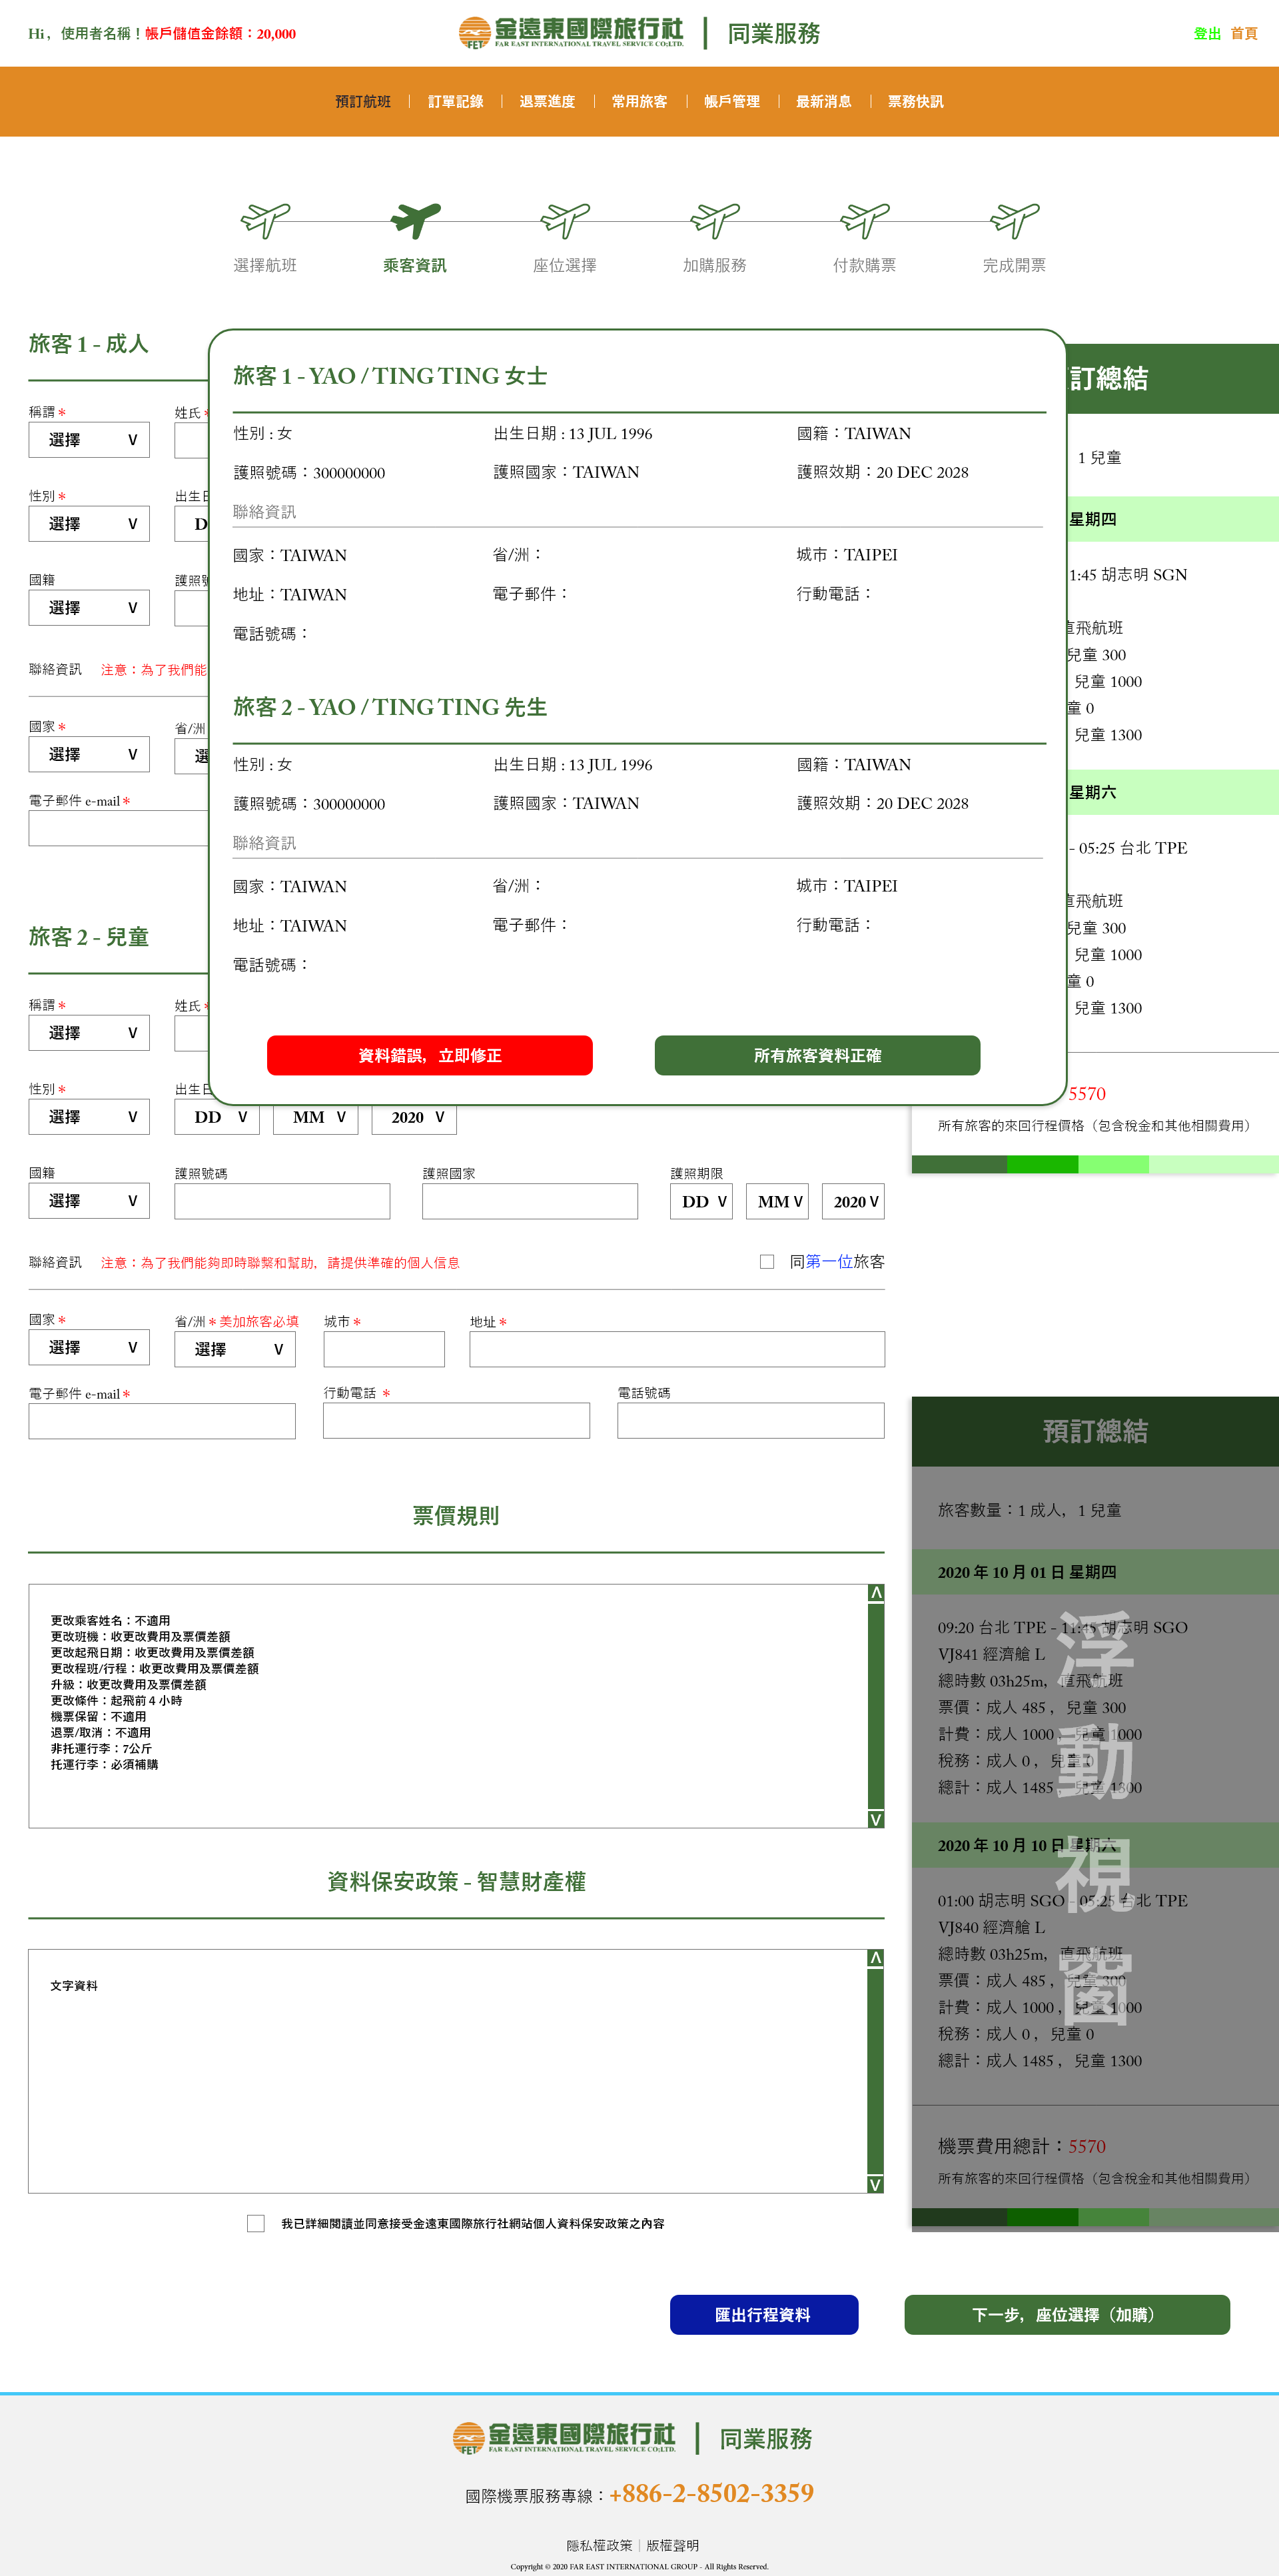 Hi， 使用者名稱！帳戶儲值金餘額：20,000
金遠東國際旅行社
FAR EAST INTERNATIONAL TRAVEL SERVICE CO;LTD.
FET
同業服務
登出 首頁
預訂航班 訂單記錄 退票進度 常用旅客 帳戶管理 最新消息 票務快訊
選擇航班 乘客資訊 座位選擇 加購服務 付款購票 完成開票
旅客 1 - 成人
稱謂＊ 姓氏＊
選擇 V
性別＊ 出生日
選擇 V D
國籍 護照號
選擇 V
聯絡資訊 注意：為了我們能
國家＊ 省/洲
選擇 V 選
電子郵件 e-mail＊
旅客 1 - YAO / TING TING 女士
性別 : 女 出生日期 : 13 JUL 1996 國籍：TAIWAN
護照號碼：300000000 護照國家：TAIWAN 護照效期：20 DEC 2028
聯絡資訊
國家：TAIWAN 省/洲： 城市：TAIPEI
地址：TAIWAN 電子郵件： 行動電話：
電話號碼：
旅客 2 - YAO / TING TING 先生
性別 : 女 出生日期 : 13 JUL 1996 國籍：TAIWAN
護照號碼：300000000 護照國家：TAIWAN 護照效期：20 DEC 2028
聯絡資訊
國家：TAIWAN 省/洲： 城市：TAIPEI
地址：TAIWAN 電子郵件： 行動電話：
電話號碼：
資料錯誤，立即修正 所有旅客資料正確
訂總結
1 兒童
星期四
1:45 胡志明 SGN
直飛航班
兒童 300
兒童 1000
童 0
兒童 1300
星期六
- 05:25 台北 TPE
直飛航班
兒童 300
兒童 1000
童 0
兒童 1300
5570
所有旅客的來回行程價格（包含稅金和其他相關費用）
旅客 2 - 兒童
稱謂＊ 姓氏＊
選擇 V
性別＊ 出生日
選擇 V DD V MM V 2020 V
國籍 護照號碼 護照國家 護照期限
選擇 V DD V MM V 2020 V
聯絡資訊 注意：為了我們能夠即時聯繫和幫助，請提供準確的個人信息 同第一位旅客
國家＊ 省/洲＊美加旅客必填 城市＊ 地址＊
選擇 V 選擇 V
電子郵件 e-mail＊ 行動電話 ＊ 電話號碼
票價規則
更改乘客姓名：不適用
更改班機：收更改費用及票價差額
更改起飛日期：收更改費用及票價差額
更改程班/行程：收更改費用及票價差額
升級：收更改費用及票價差額
更改條件：起飛前 4 小時
機票保留：不適用
退票/取消：不適用
非托運行李：7公斤
托運行李：必須補購
資料保安政策 - 智慧財產權
文字資料
我已詳細閱讀並同意接受金遠東國際旅行社網站個人資料保安政策之內容
預訂總結
旅客數量：1 成人，1 兒童
2020 年 10 月 01 日 星期四
09:20 台北 TPE - 11:45 胡志明 SGO
VJ841 經濟艙 L
總時數 03h25m，直飛航班
票價：成人 485 ， 兒童 300
計費：成人 1000 ， 兒童 1000
稅務：成人 0 ， 兒童 0
總計：成人 1485 ， 兒童 1300
2020 年 10 月 10 日 星期六
01:00 胡志明 SGO - 05:25 台北 TPE
VJ840 經濟艙 L
總時數 03h25m，直飛航班
票價：成人 485 ， 兒童 300
計費：成人 1000 ， 兒童 1000
稅務：成人 0 ， 兒童 0
總計：成人 1485 ， 兒童 1300
浮動視窗
機票費用總計：5570
所有旅客的來回行程價格（包含稅金和其他相關費用）
匯出行程資料 下一步，座位選擇（加購）
金遠東國際旅行社
FAR EAST INTERNATIONAL TRAVEL SERVICE CO;LTD.
FET
同業服務
國際機票服務專線：+886-2-8502-3359
隱私權政策｜版權聲明
Copyright © 2020 FAR EAST INTERNATIONAL GROUP - All Rights Reserved.